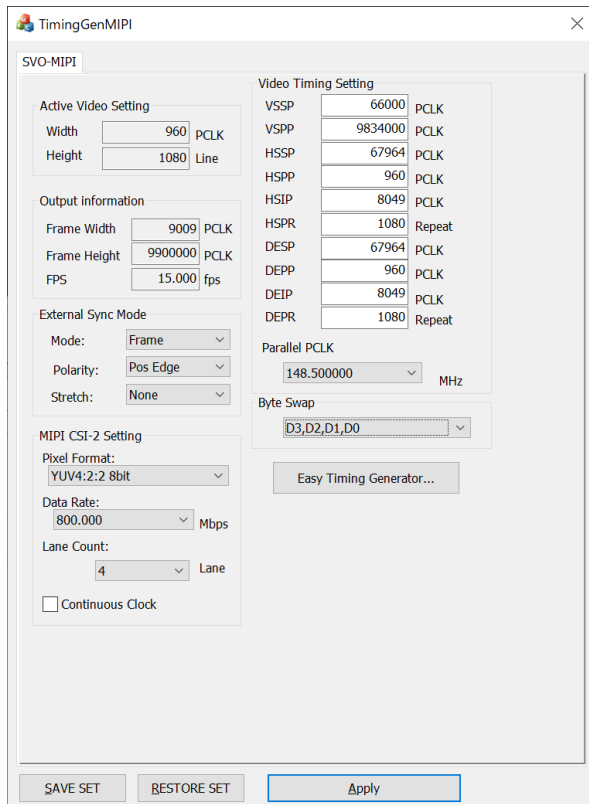 TimingGenMIPI
SVO-MIPI
Active Video Setting
Width 960 PCLK
Height 1080 Line
Output information
Frame Width 9009 PCLK
Frame Height 9900000 PCLK
FPS 15.000 fps
External Sync Mode
Mode: Frame
Polarity: Pos Edge
Stretch: None
MIPI CSI-2 Setting
Pixel Format:
YUV4:2:2 8bit
Data Rate:
800.000 Mbps
Lane Count:
4 Lane
Continuous Clock
Video Timing Setting
VSSP 66000 PCLK
VSPP 9834000 PCLK
HSSP 67964 PCLK
HSPP 960 PCLK
HSIP 8049 PCLK
HSPR 1080 Repeat
DESP 67964 PCLK
DEPP 960 PCLK
DEIP 8049 PCLK
DEPR 1080 Repeat
Parallel PCLK
148.500000 MHz
Byte Swap
D3,D2,D1,D0
Easy Timing Generator...
SAVE SET RESTORE SET Apply